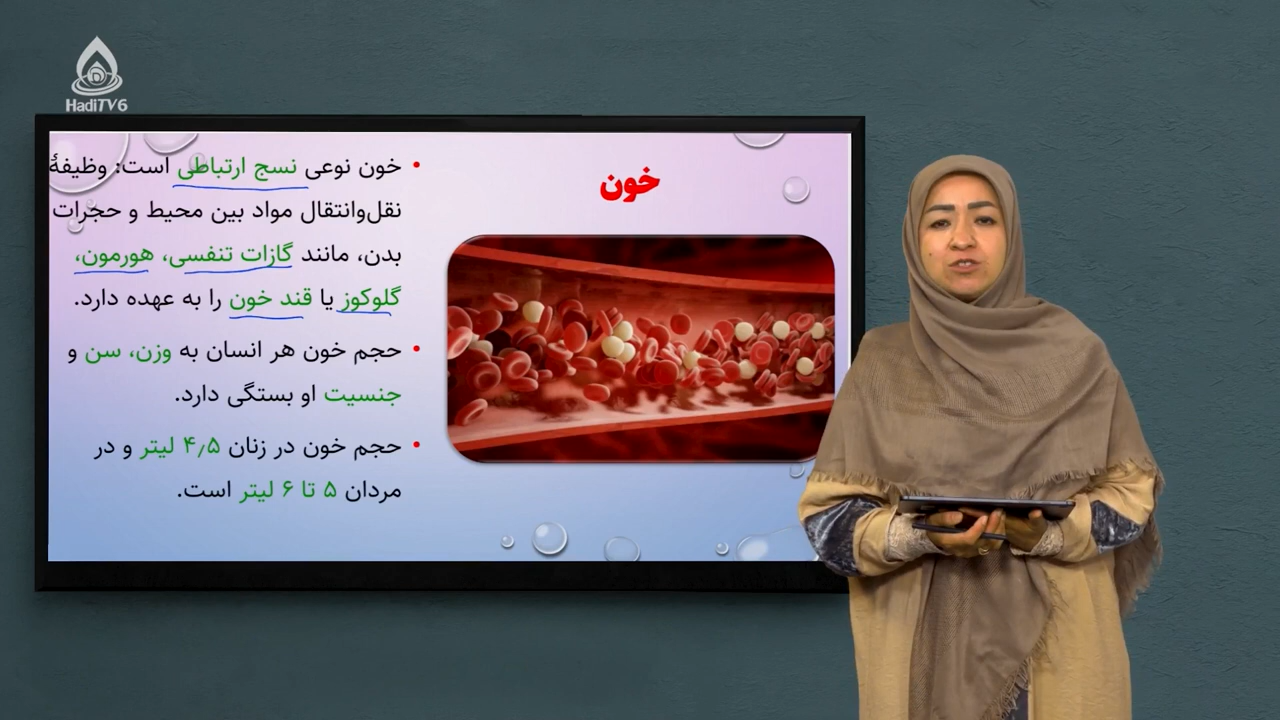 HadiTV6
خون
خون نوعی نسج ارتباطی است: وظیفهٔ
نقل‌وانتقال مواد بین محیط و حجرات
بدن، مانند گازات تنفسی، هورمون،
گلوکوز یا قند خون را به عهده دارد.
حجم خون هر انسان به وزن، سن و
جنسیت او بستگی دارد.
حجم خون در زنان ۴٫۵ لیتر و در
مردان ۵ تا ۶ لیتر است.